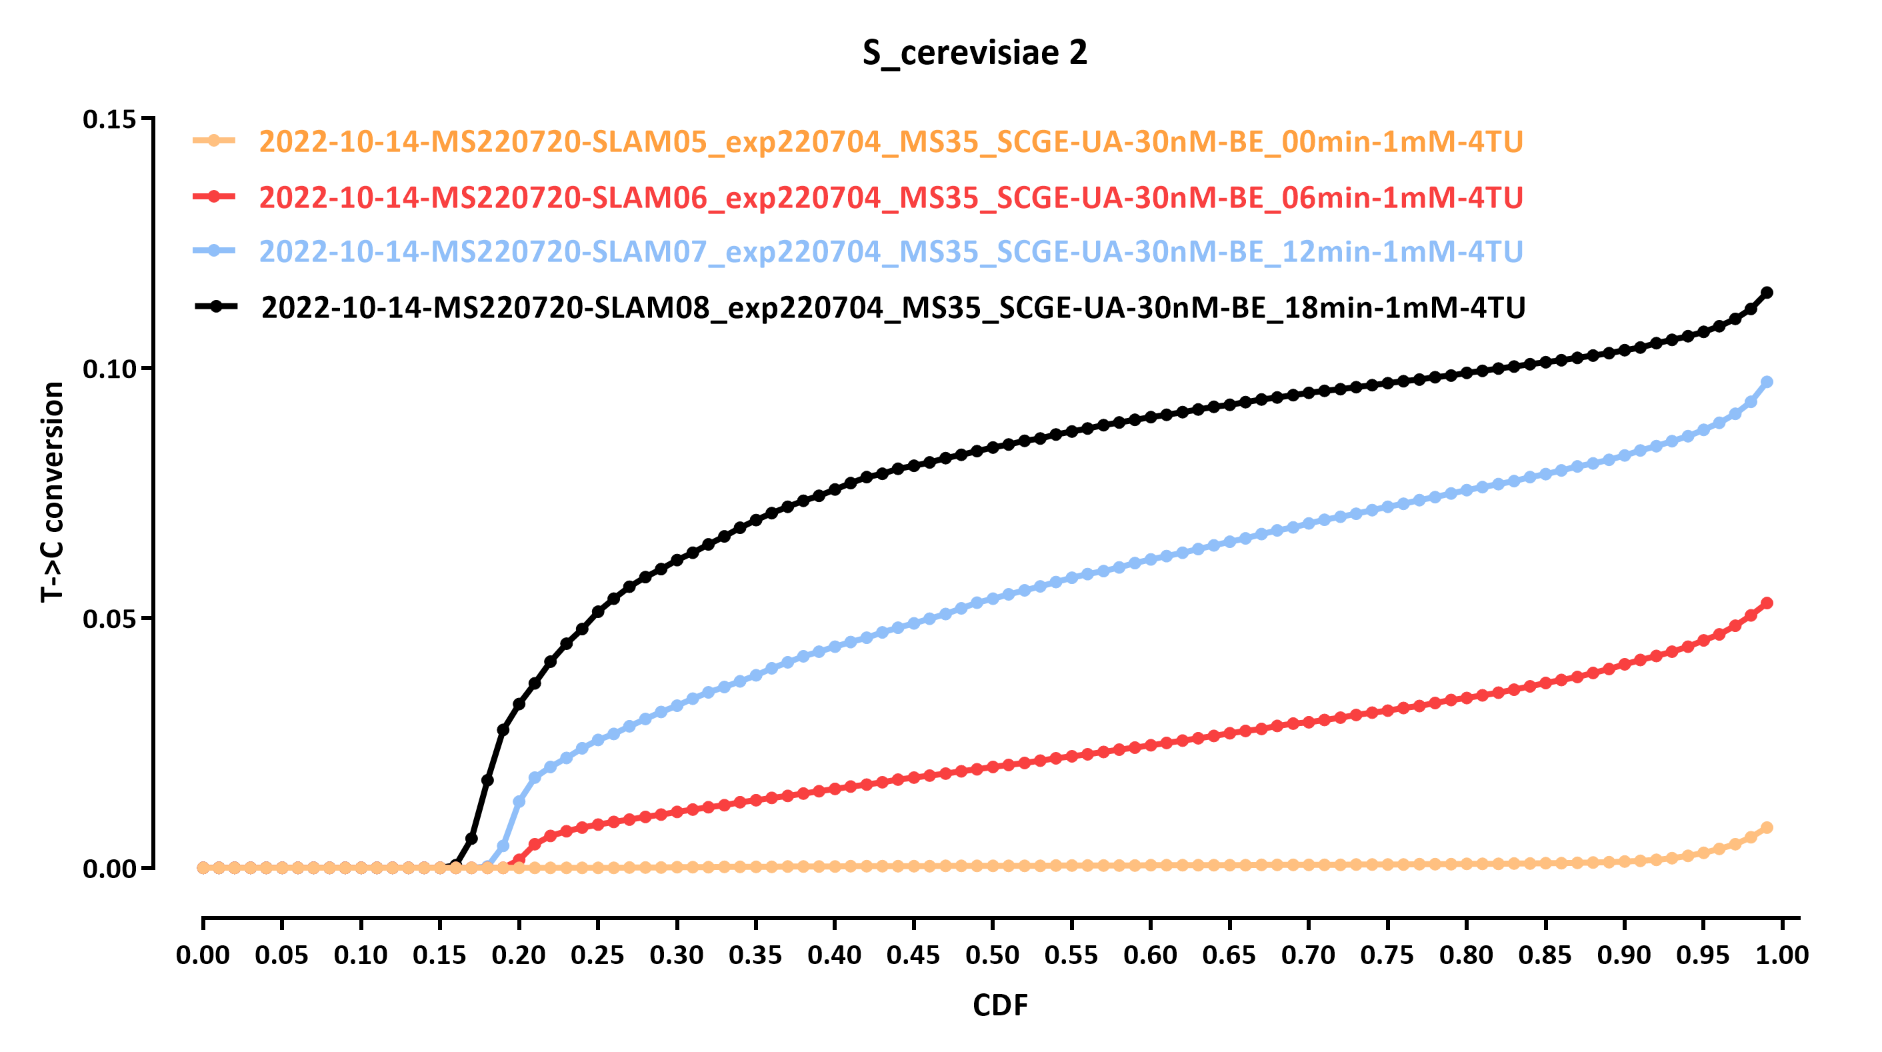 S_cerevisiae 2
0.15
2022-10-14-MS220720-SLAM05_exp220704_MS35_SCGE-UA-30nM-BE_00min-1mM-4TU
2022-10-14-MS220720-SLAM06_exp220704_MS35_SCGE-UA-30nM-BE_06min-1mM-4TU
2022-10-14-MS220720-SLAM07_exp220704_MS35_SCGE-UA-30nM-BE_12min-1mM-4TU
2022-10-14-MS220720-SLAM08_exp220704_MS35_SCGE-UA-30nM-BE_18min-1mM-4TU
0.10
T->C conversion
0.05
0.00
0.00 0.05 0.10 0.15 0.20 0.25 0.30 0.35 0.40 0.45 0.50 0.55 0.60 0.65 0.70 0.75 0.80 0.85 0.90 0.95 1.00
CDF